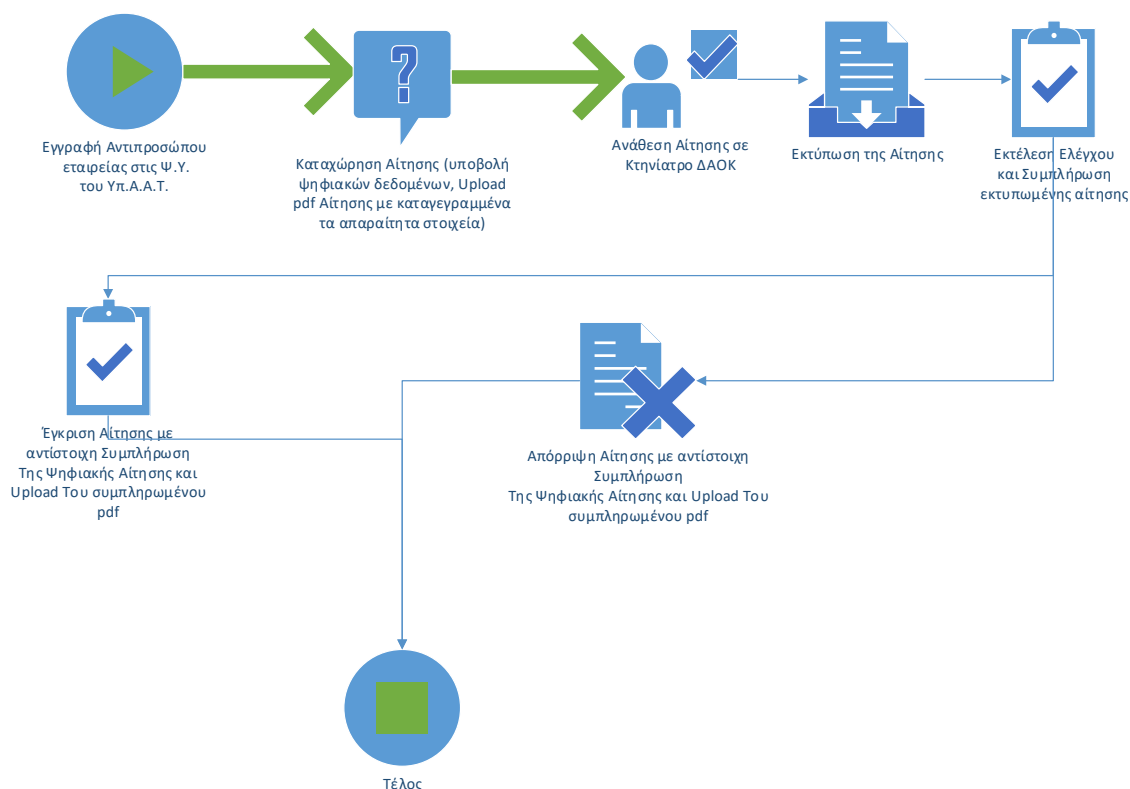 Εγγραφή Αντιπροσώπου
εταιρείας στις Ψ.Υ.
του Υπ.Α.Α.Τ.
Καταχώρηση Αίτησης (υποβολή
ψηφιακών δεδομένων, Upload
pdf Αίτησης με καταγεγραμμένα
τα απαραίτητα στοιχεία)
Ανάθεση Αίτησης σε
Κτηνίατρο ΔΑΟΚ
Εκτύπωση της Αίτησης
Εκτέλεση Ελέγχου
και Συμπλήρωση
εκτυπωμένης αίτησης
Έγκριση Αίτησης με
αντίστοιχη Συμπλήρωση
Της Ψηφιακής Αίτησης και
Upload Του συμπληρωμένου
pdf
Απόρριψη Αίτησης με αντίστοιχη
Συμπλήρωση
Της Ψηφιακής Αίτησης και Upload Του
συμπληρωμένου pdf
Τέλος